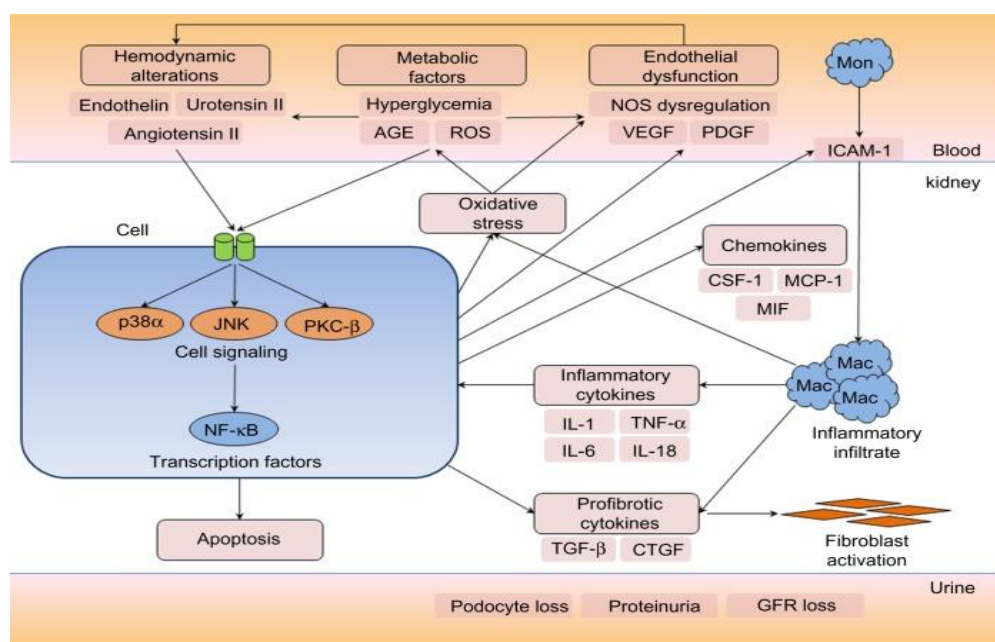 Hemodynamic
alterations
Metabolic
factors
Endothelial
dysfunction
Mon
Endothelin
Urotensin II
Angiotensin II
Hyperglycemia
AGE
ROS
NOS dysregulation
VEGF
PDGF
ICAM-1
Blood
kidney
Oxidative
stress
Cell
Chemokines
CSF-1
MCP-1
MIF
p38α
JNK
PKC-β
Cell signaling
NF-κB
Transcription factors
Inflammatory
cytokines
IL-1
TNF-α
IL-6
IL-18
Mac
Mac
Mac
Inflammatory
infiltrate
Apoptosis
Profibrotic
cytokines
TGF-β
CTGF
Fibroblast
activation
Urine
Podocyte loss
Proteinuria
GFR loss